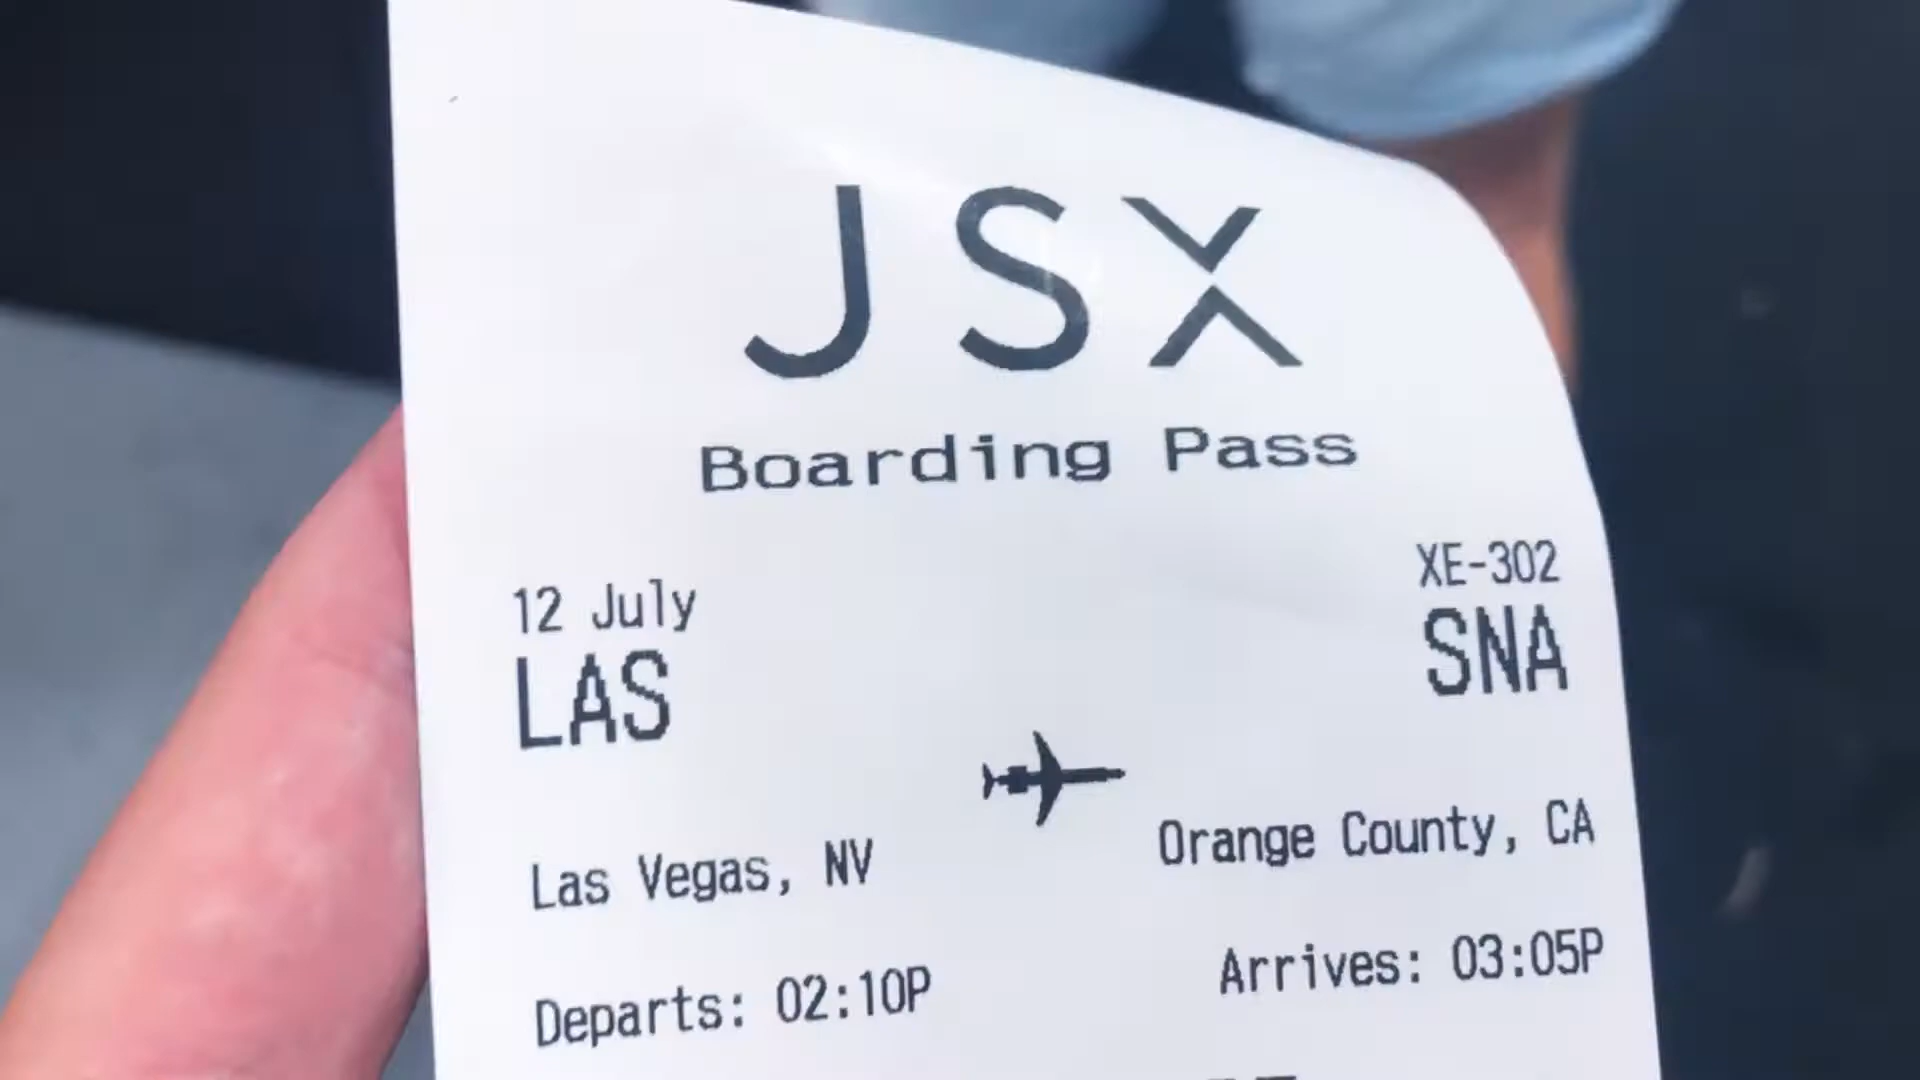 JSX
Boarding Pass
12 July XE-302
LAS SNA
Las Vegas, NV Orange County, CA
Departs: 02:10P Arrives: 03:05P